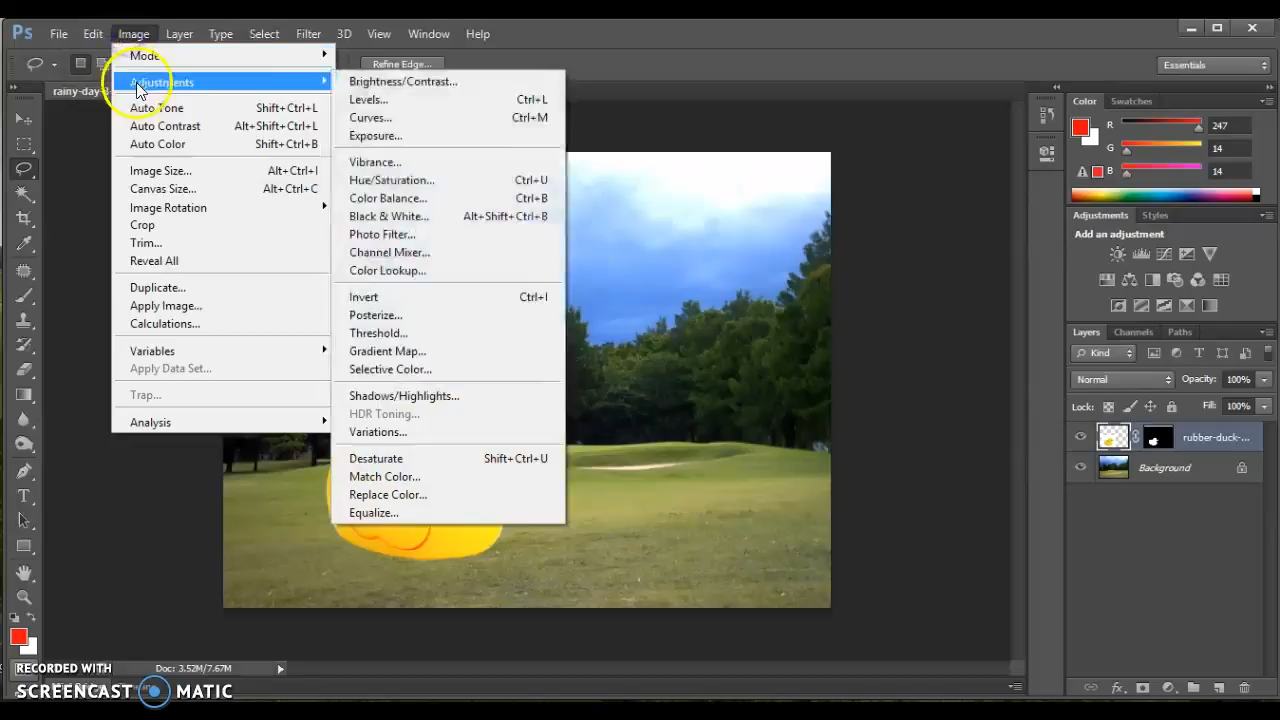 Ps File Edit Image Layer Type Select Filter 3D View Window Help
Refine Edge... Essentials
rainy-day-
Mode
Adjustments
Auto Tone Shift+Ctrl+L
Auto Contrast Alt+Shift+Ctrl+L
Auto Color Shift+Ctrl+B
Image Size... Alt+Ctrl+I
Canvas Size... Alt+Ctrl+C
Image Rotation
Crop
Trim...
Reveal All
Duplicate...
Apply Image...
Calculations...
Variables
Apply Data Set...
Trap...
Analysis
Brightness/Contrast...
Levels... Ctrl+L
Curves... Ctrl+M
Exposure...
Vibrance...
Hue/Saturation... Ctrl+U
Color Balance... Ctrl+B
Black & White... Alt+Shift+Ctrl+B
Photo Filter...
Channel Mixer...
Color Lookup...
Invert Ctrl+I
Posterize...
Threshold...
Gradient Map...
Selective Color...
Shadows/Highlights...
HDR Toning...
Variations...
Desaturate Shift+Ctrl+U
Match Color...
Replace Color...
Equalize...
Color Swatches
R 247
G 14
B 14
Adjustments Styles
Add an adjustment
Layers Channels Paths
Kind
Normal Opacity: 100%
Lock: Fill: 100%
rubber-duck-...
Background
Doc: 3.52M/7.67M
RECORDED WITH
SCREENCAST MATIC